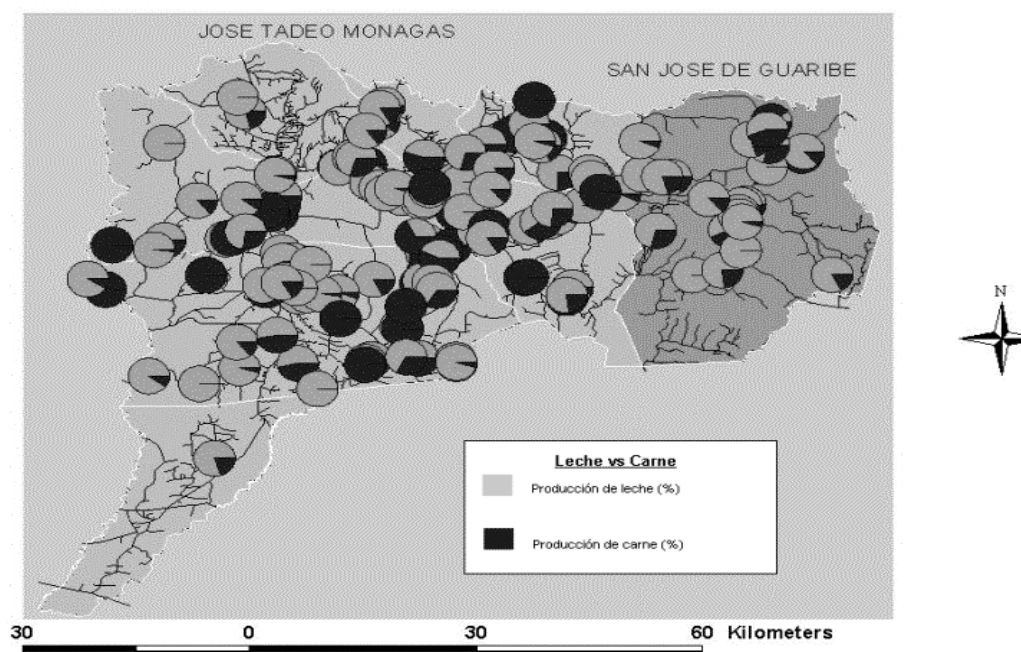 JOSE TADEO MONAGAS
SAN JOSE DE GUARIBE
N
Leche vs Carne
Producción de leche (%)
Producción de carne (%)
30 0 30 60 Kilometers